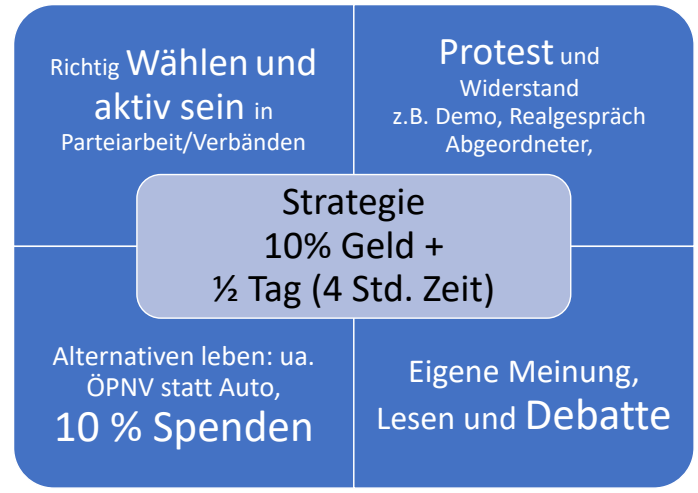 Richtig Wählen und
aktiv sein in
Parteiarbeit/Verbänden
Protest und
Widerstand
z.B. Demo, Realgespräch
Abgeordneter,
Strategie
10% Geld +
½ Tag (4 Std. Zeit)
Alternativen leben: ua.
ÖPNV statt Auto,
10 % Spenden
Eigene Meinung,
Lesen und Debatte